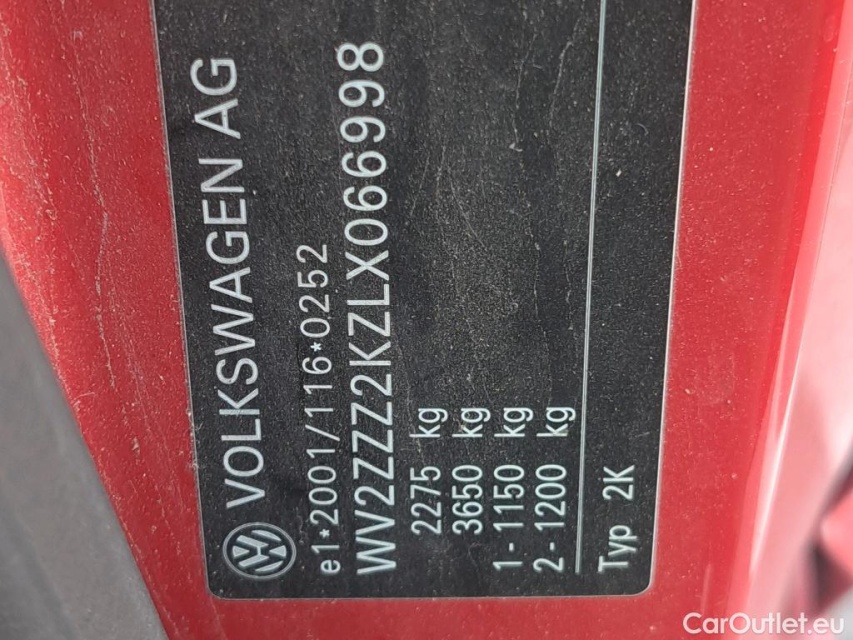 VOLKSWAGEN AG
e1*2001/116*0252
WV2ZZZ2KZLX066998
2275 kg
3650 kg
1- 1150 kg
2- 1200 kg
Typ 2K
CarOutlet.eu